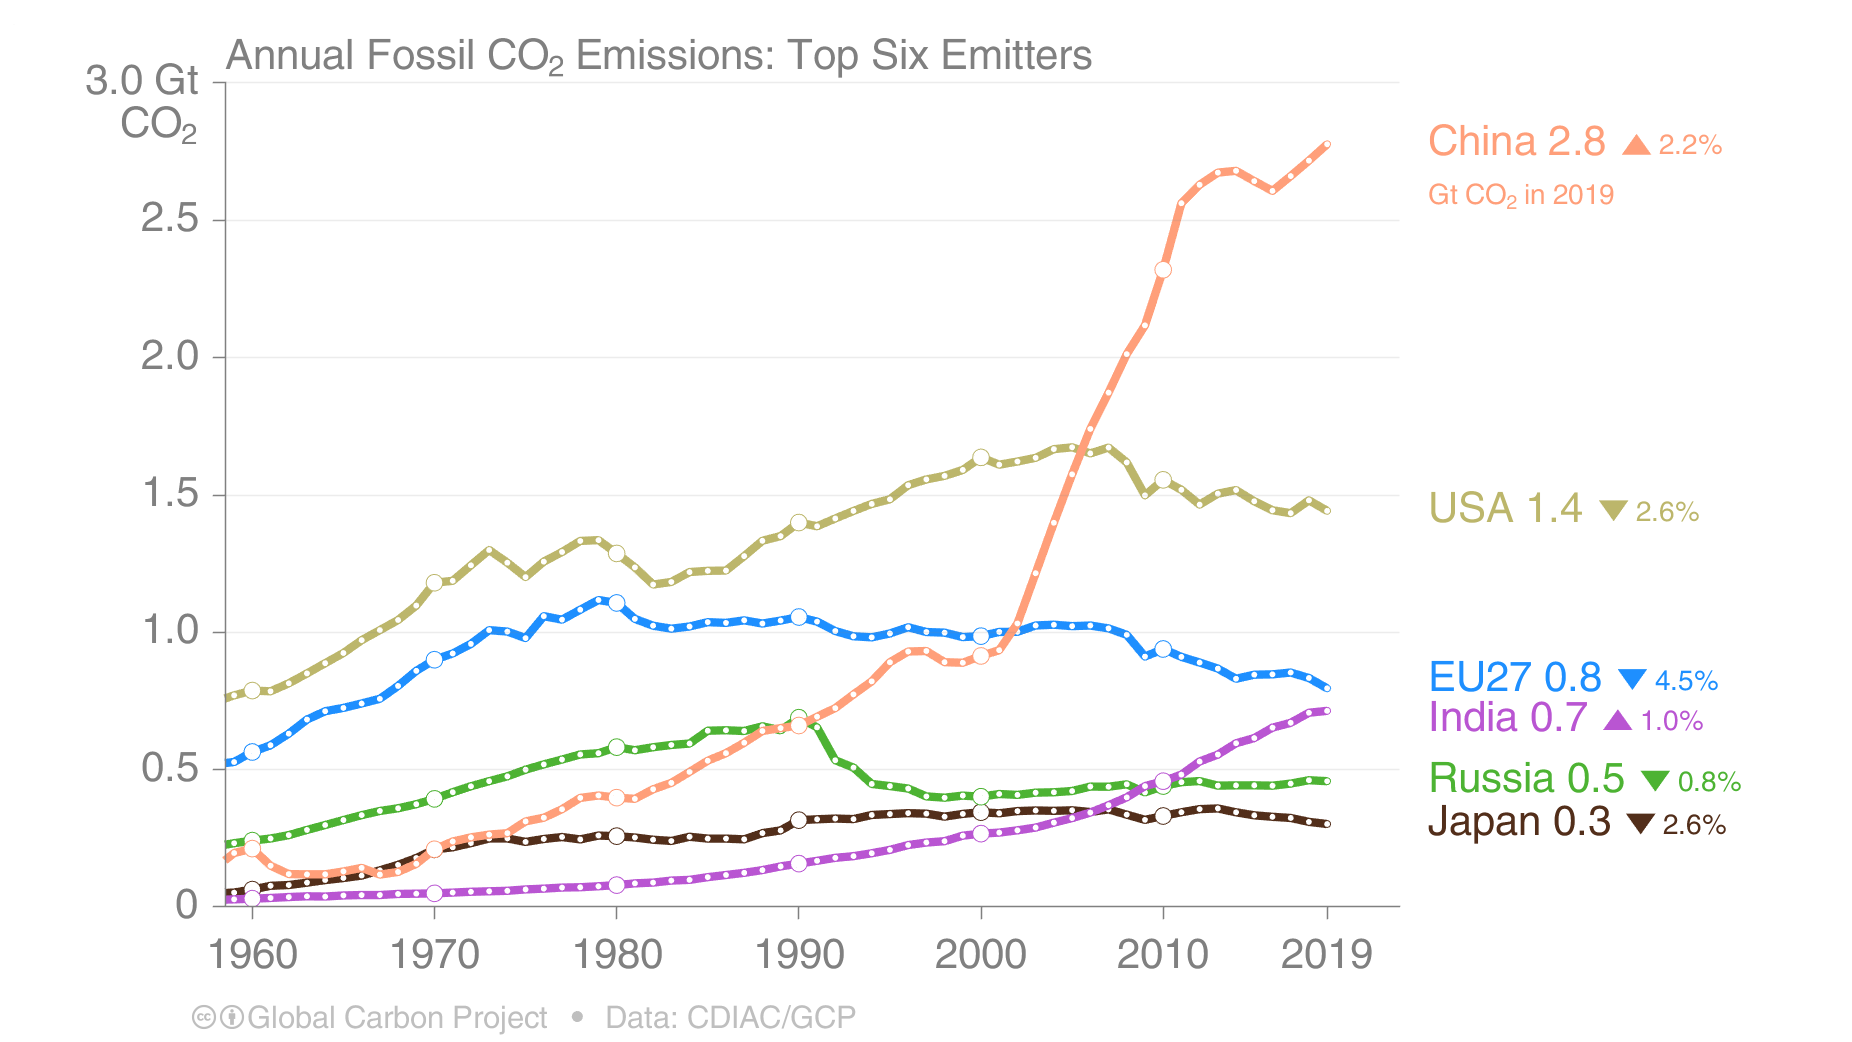 Annual Fossil CO₂ Emissions: Top Six Emitters
3.0 Gt
CO₂
2.5
2.0
1.5
1.0
0.5
0
1960 1970 1980 1990 2000 2010 2019
China 2.8 ▲ 2.2%
Gt CO₂ in 2019
USA 1.4 ▼ 2.6%
EU27 0.8 ▼ 4.5%
India 0.7 ▲ 1.0%
Russia 0.5 ▼ 0.8%
Japan 0.3 ▼ 2.6%
cc Global Carbon Project • Data: CDIAC/GCP